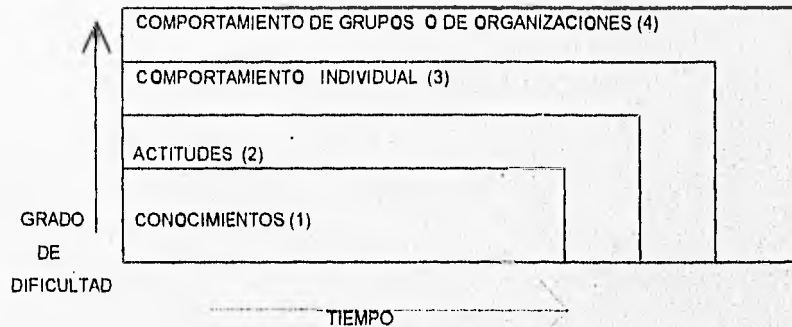 COMPORTAMIENTO DE GRUPOS O DE ORGANIZACIONES (4)
COMPORTAMIENTO INDIVIDUAL (3)
ACTITUDES (2)
CONOCIMIENTOS (1)
GRADO
DE
DIFICULTAD
TIEMPO